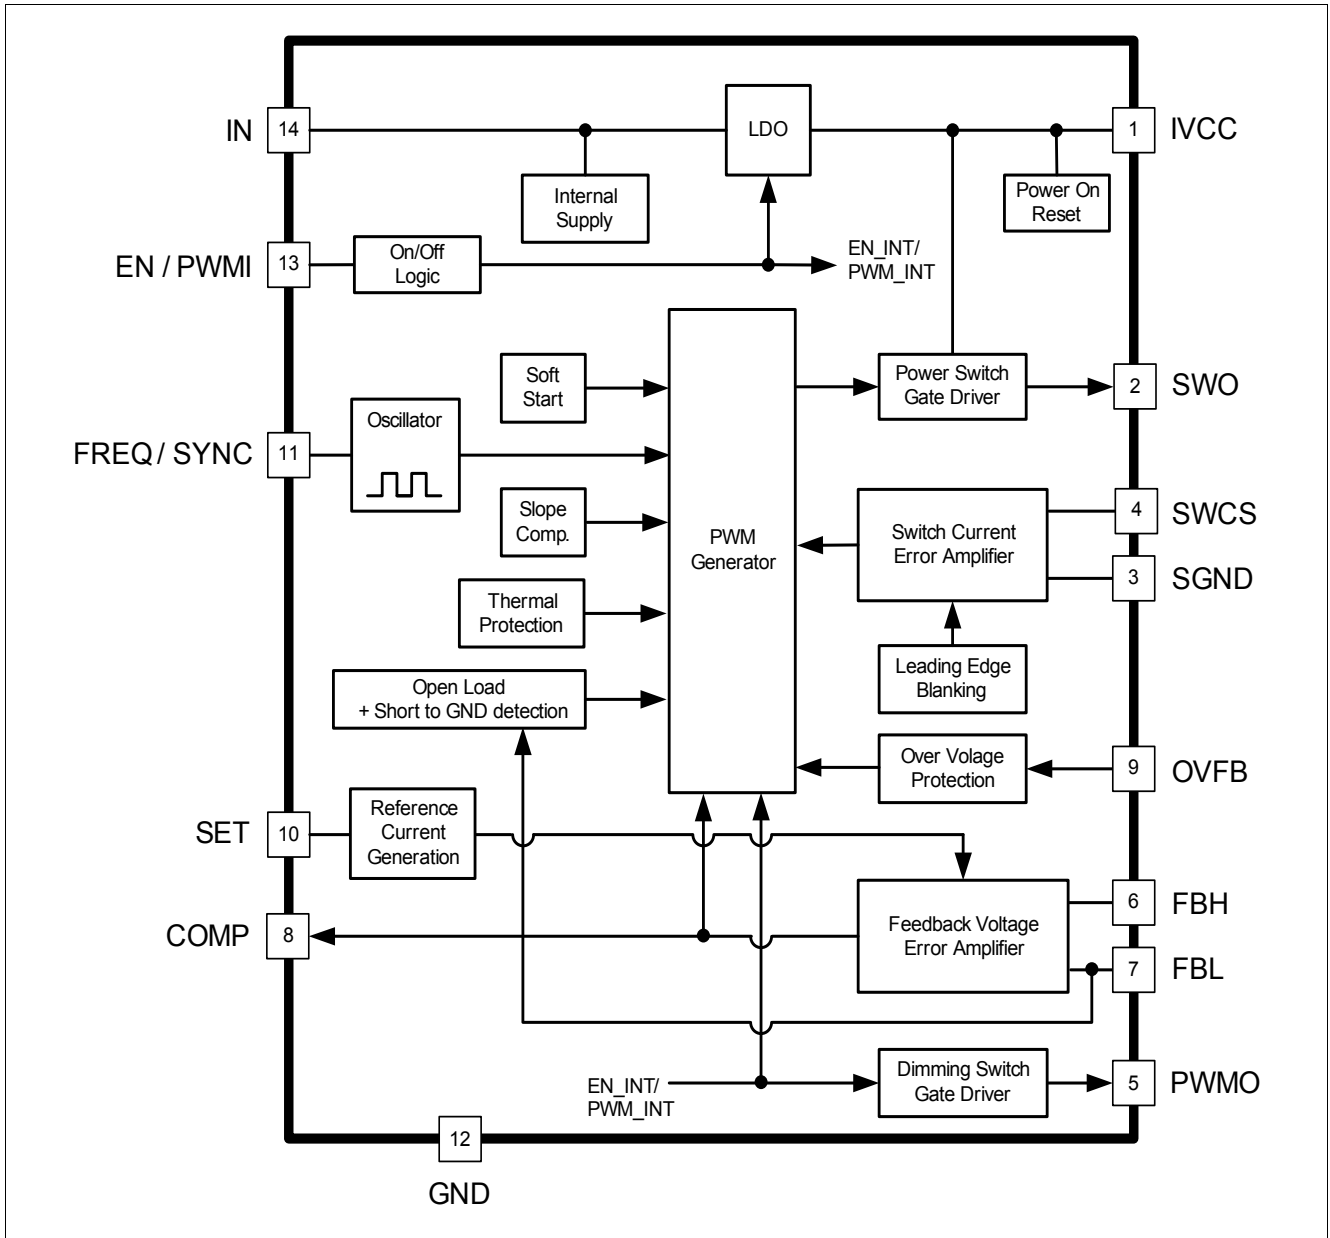 IN
14
LDO
1
IVCC
Internal
Supply
Power On
Reset
EN / PWMI
13
On/Off
Logic
EN_INT/
PWM_INT
Soft
Start
Power Switch
Gate Driver
2
SWO
FREQ / SYNC
11
Oscillator
Slope
Comp.
PWM
Generator
Switch Current
Error Amplifier
4
SWCS
3
SGND
Thermal
Protection
Leading Edge
Blanking
Open Load
+ Short to GND detection
Over Volage
Protection
9
OVFB
SET
10
Reference
Current
Generation
COMP
8
Feedback Voltage
Error Amplifier
6
FBH
7
FBL
EN_INT/
PWM_INT
Dimming Switch
Gate Driver
5
PWMO
12
GND